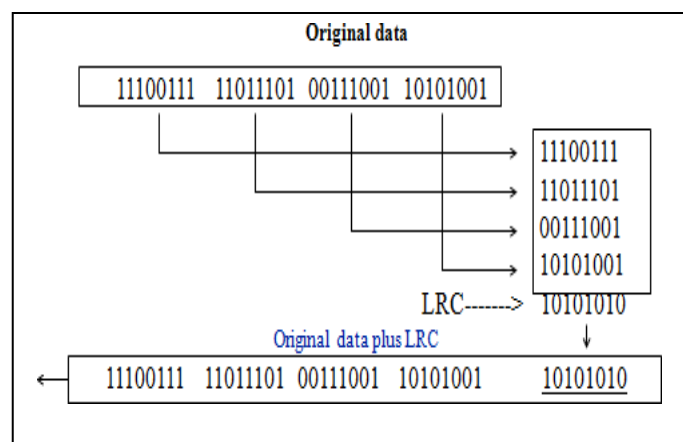 Original data
11100111 11011101 00111001 10101001
11100111
11011101
00111001
10101001
LRC-------> 10101010
Original data plus LRC
11100111 11011101 00111001 10101001 10101010